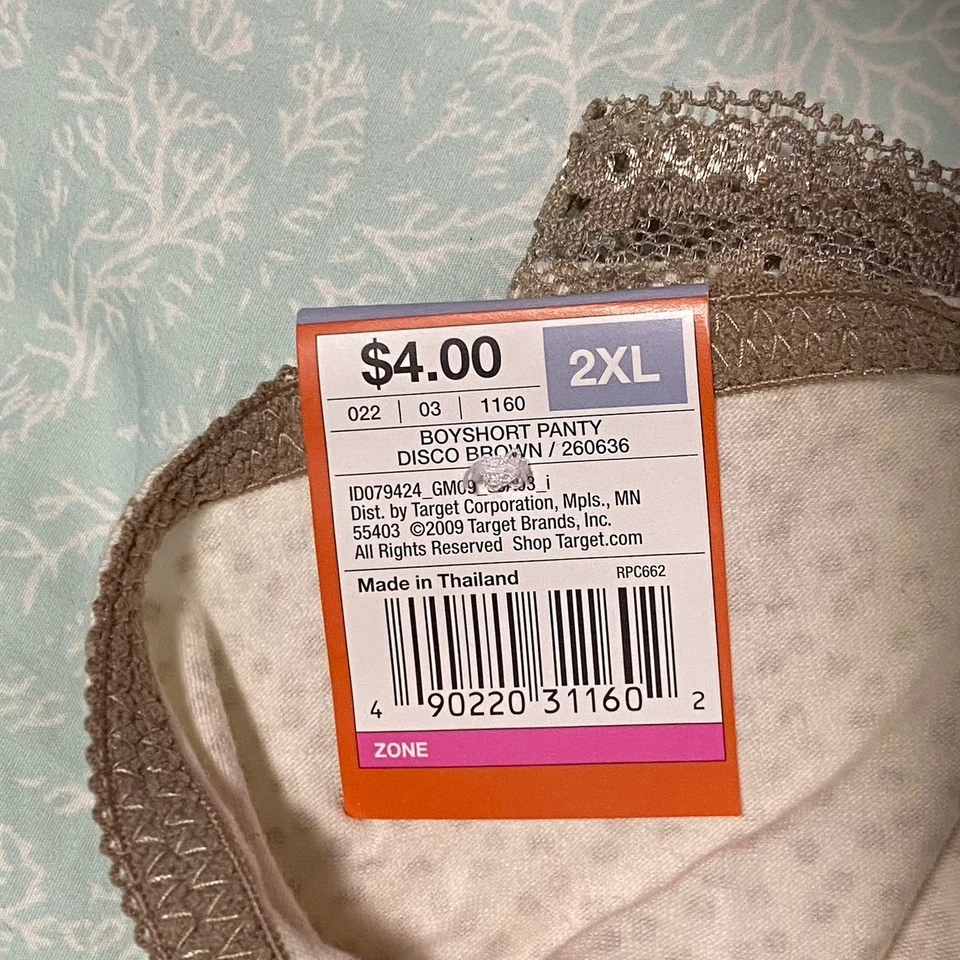 $4.00
2XL
022 | 03 | 1160
BOYSHORT PANTY
DISCO BROWN / 260636
Dist. by Target Corporation, Mpls., MN
55403 ©2009 Target Brands, Inc.
All Rights Reserved Shop Target.com
Made in Thailand RPC662
4 90220 31160 2
ZONE